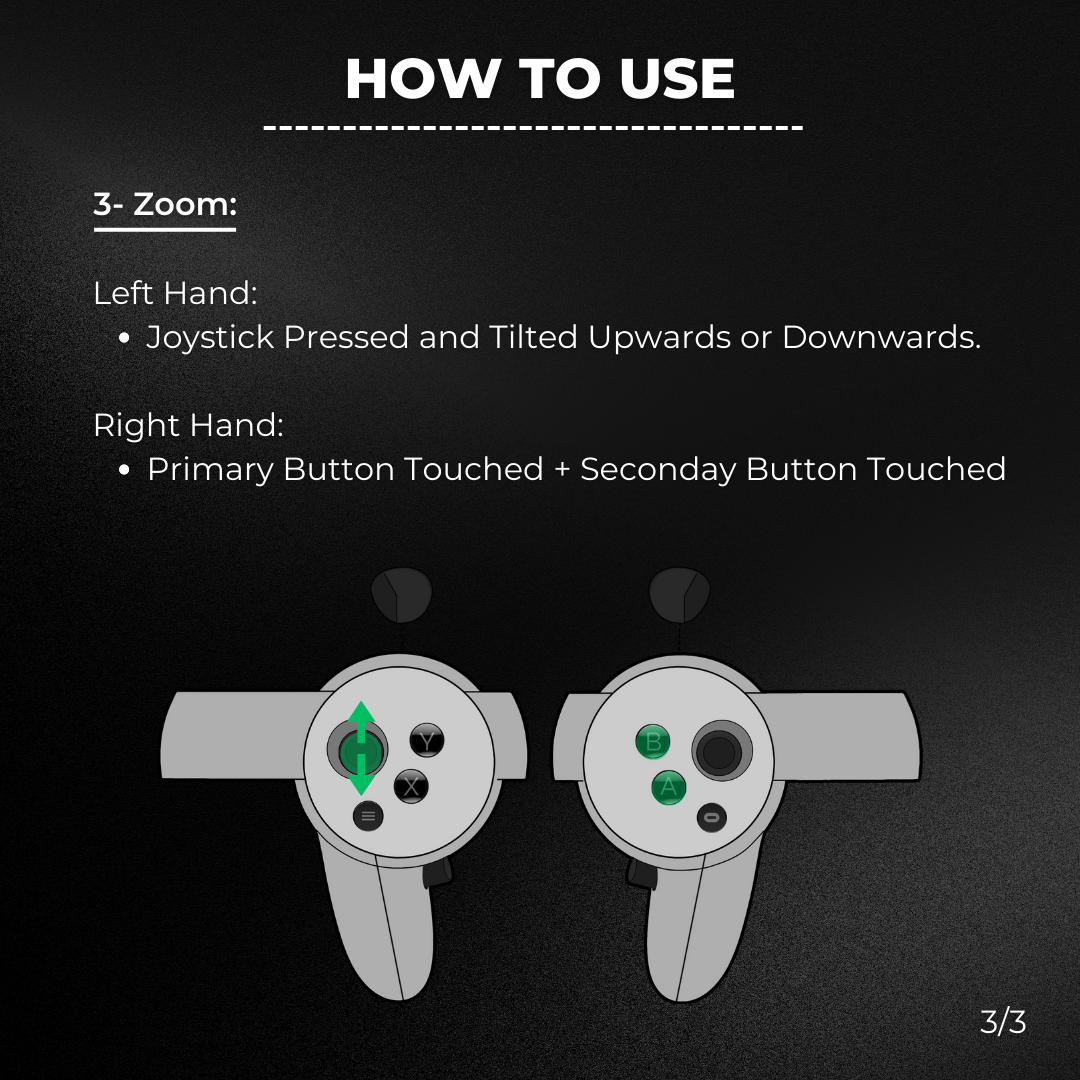 HOW TO USE
----------------------------------
3- Zoom:
Left Hand:
• Joystick Pressed and Tilted Upwards or Downwards.
Right Hand:
• Primary Button Touched + Seconday Button Touched
Y
B
X
A
3/3